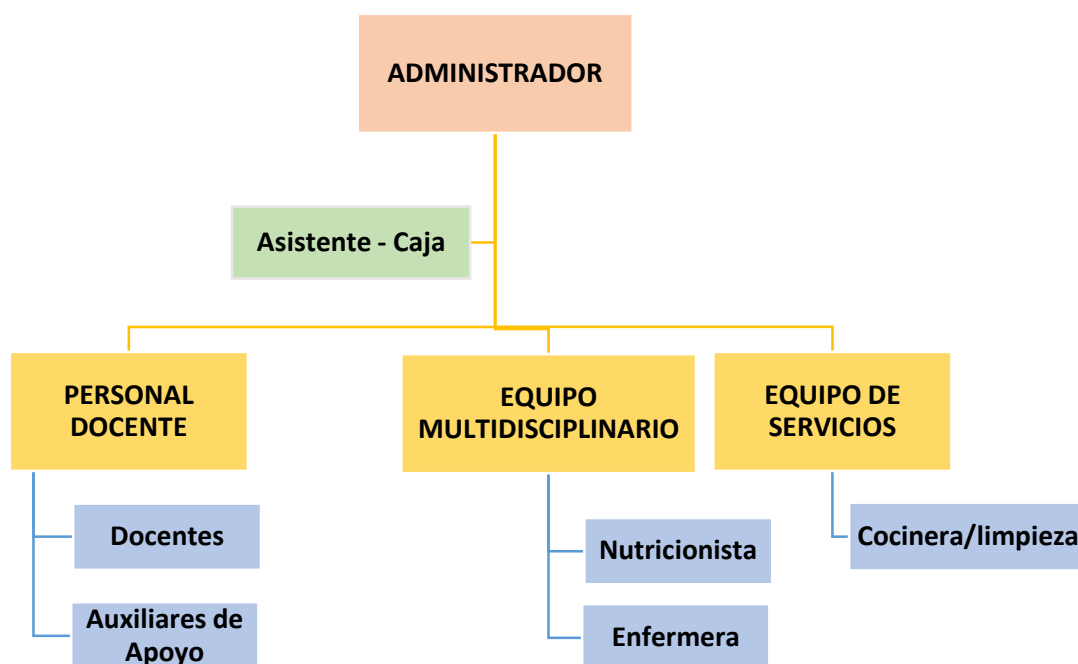 ADMINISTRADOR
Asistente - Caja
PERSONAL
DOCENTE
EQUIPO
MULTIDISCIPLINARIO
EQUIPO DE
SERVICIOS
Docentes
Auxiliares de
Apoyo
Nutricionista
Enfermera
Cocinera/limpieza